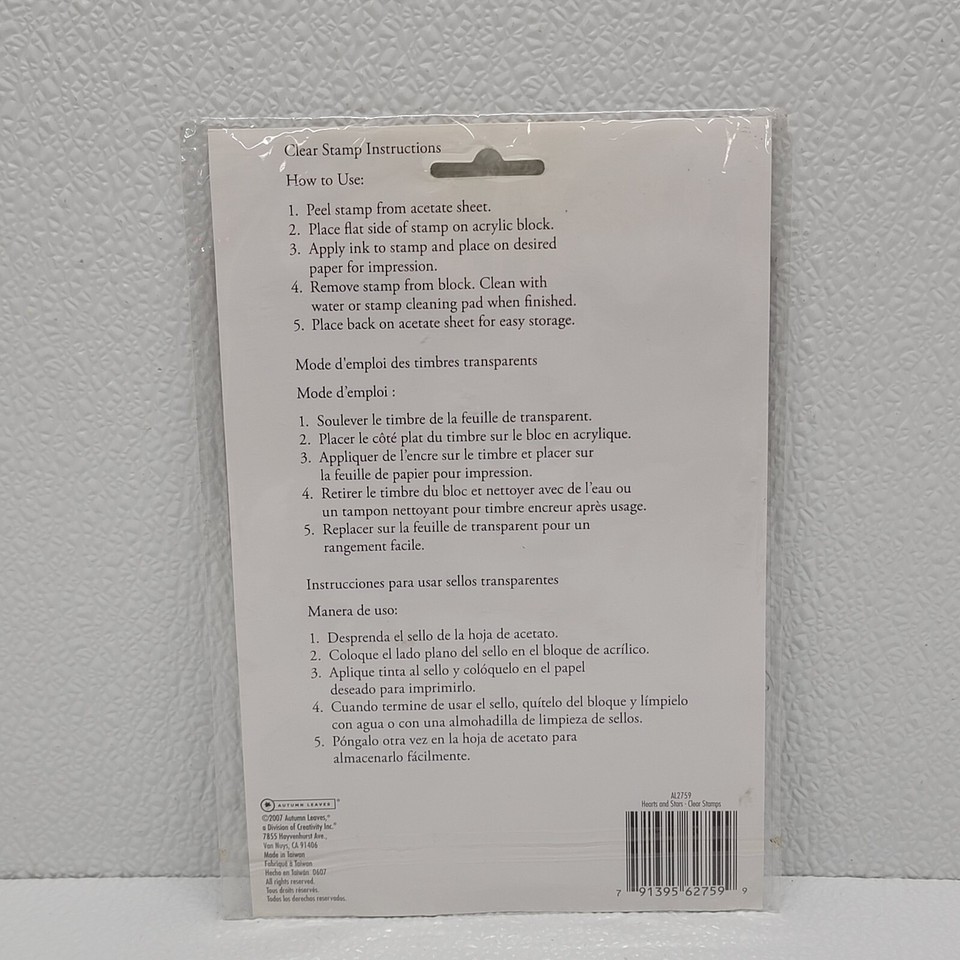 Clear Stamp Instructions
How to Use:
1. Peel stamp from acetate sheet.
2. Place flat side of stamp on acrylic block.
3. Apply ink to stamp and place on desired
paper for impression.
4. Remove stamp from block. Clean with
water or stamp cleaning pad when finished.
5. Place back on acetate sheet for easy storage.
Mode d'emploi des timbres transparents
Mode d'emploi :
1. Soulever le timbre de la feuille de transparent.
2. Placer le côté plat du timbre sur le bloc en acrylique.
3. Appliquer de l'encre sur le timbre et placer sur
la feuille de papier pour impression.
4. Retirer le timbre du bloc et nettoyer avec de l'eau ou
un tampon nettoyant pour timbre encreur après usage.
5. Replacer sur la feuille de transparent pour un
rangement facile.
Instrucciones para usar sellos transparentes
Manera de uso:
1. Desprenda el sello de la hoja de acetato.
2. Coloque el lado plano del sello en el bloque de acrílico.
3. Aplique tinta al sello y colóquelo en el papel
deseado para imprimirlo.
4. Cuando termine de usar el sello, quítelo del bloque y límpielo
con agua o con una almohadilla de limpieza de sellos.
5. Póngalo otra vez en la hoja de acetato para
almacenarlo fácilmente.
AUTUMN LEAVES®
©2007 Autumn Leaves,®
a Division of Creativity Inc.™
7855 Hayvenhurst Ave.,
Van Nuys, CA 91406
Made in Taiwan
Fabriqué à Taiwan
Hecho en Taiwán 0607
All rights reserved.
Tous droits réservés.
Todos los derechos reservados.
AL2759
Hearts and Stars - Clear Stamps
7 91395 62759 9